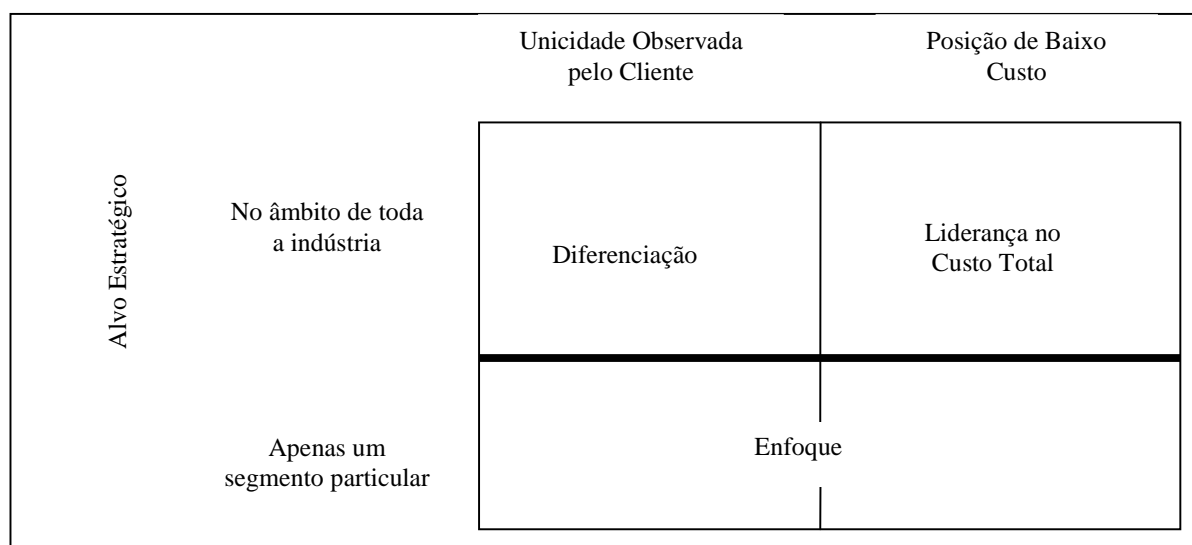 Unicidade Observada
pelo Cliente
Posição de Baixo
Custo
Alvo Estratégico
No âmbito de toda
a indústria
Diferenciação
Liderança no
Custo Total
Apenas um
segmento particular
Enfoque